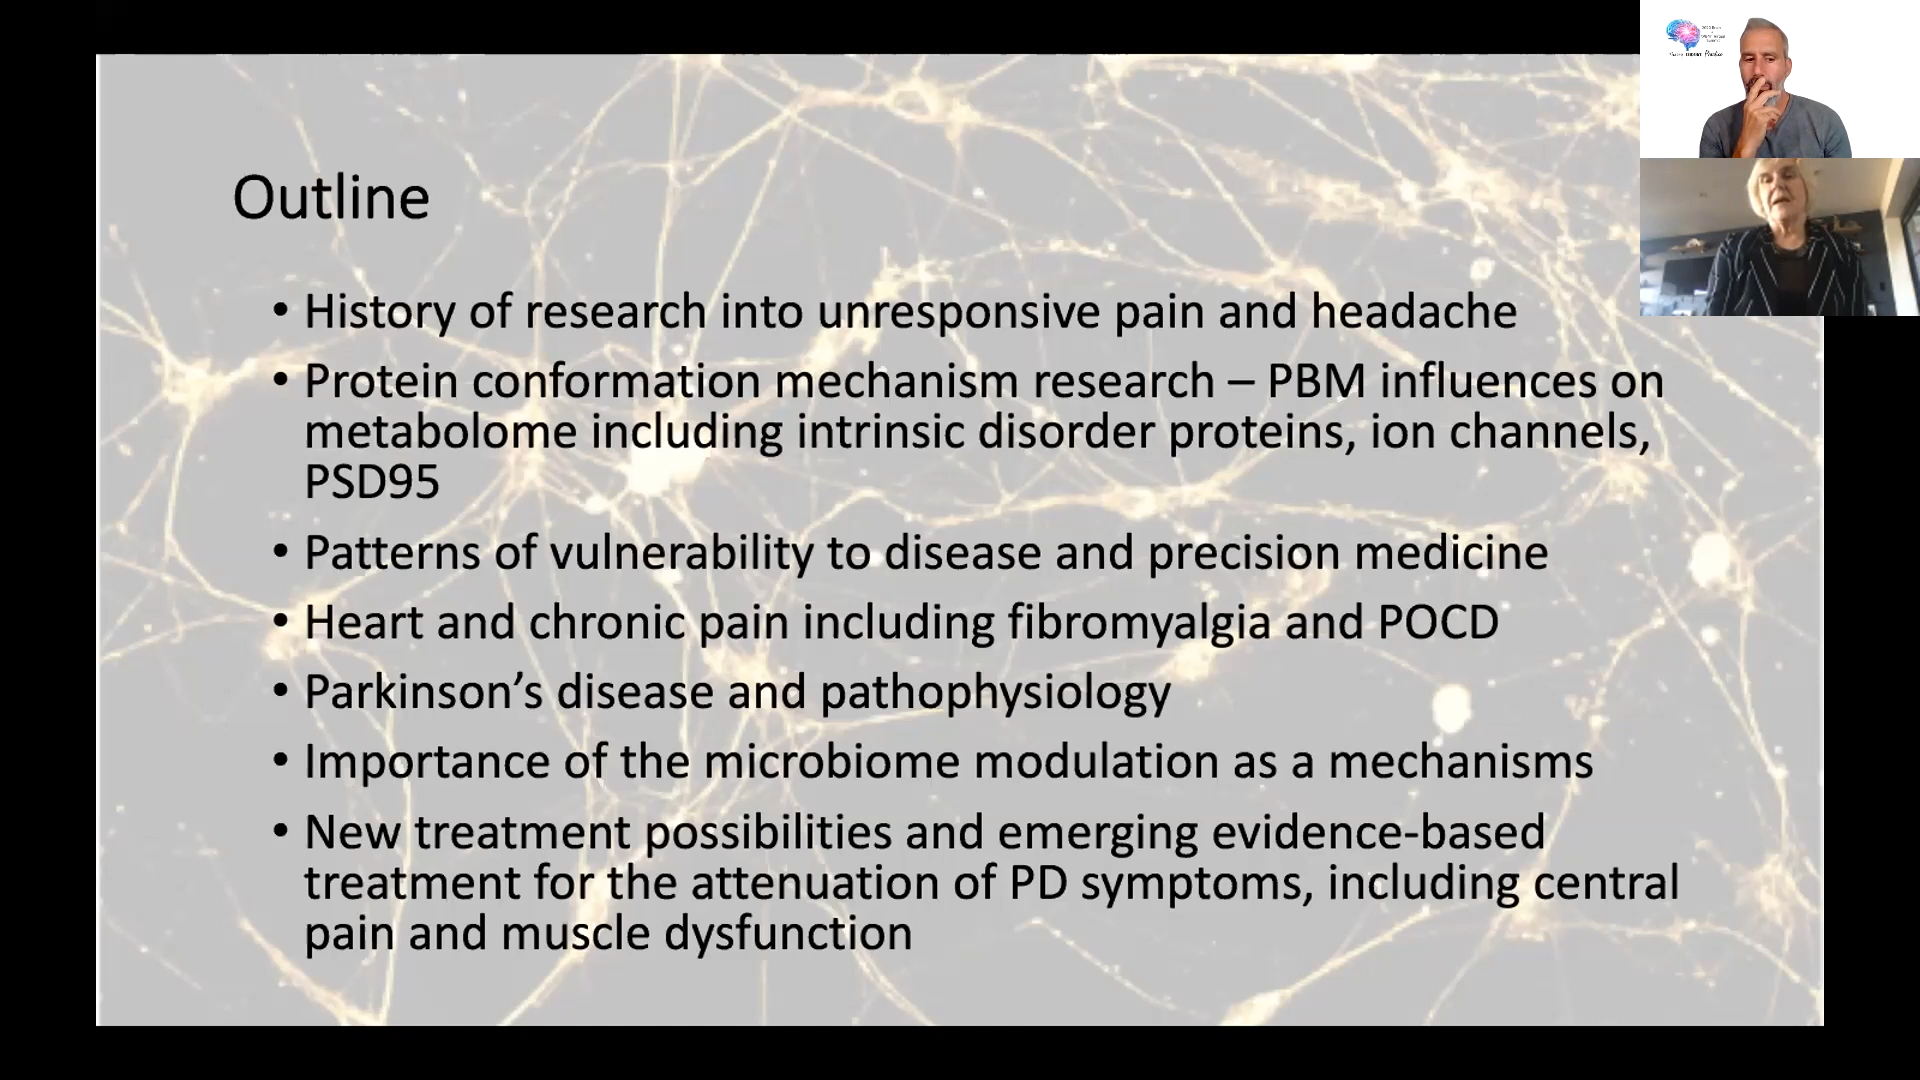 Outline
• History of research into unresponsive pain and headache
• Protein conformation mechanism research – PBM influences on
metabolome including intrinsic disorder proteins, ion channels,
PSD95
• Patterns of vulnerability to disease and precision medicine
• Heart and chronic pain including fibromyalgia and POCD
• Parkinson’s disease and pathophysiology
• Importance of the microbiome modulation as a mechanisms
• New treatment possibilities and emerging evidence-based
treatment for the attenuation of PD symptoms, including central
pain and muscle dysfunction